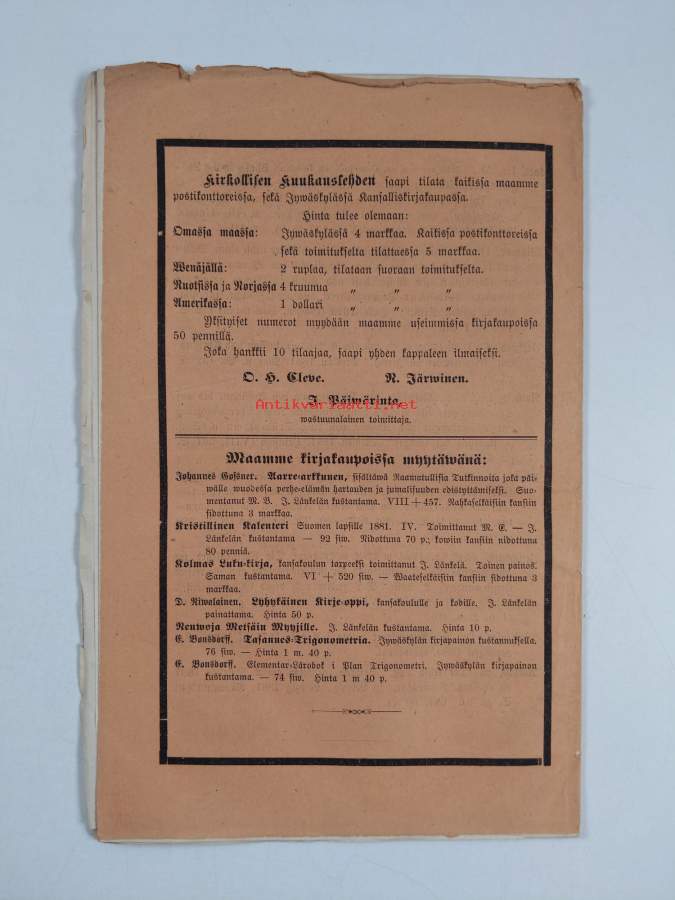 Kirkollisen Kuukauslehden saapi tilata kaikissa maamme
postikonttoreissa, sekä Jywäskylässä Kansalliskirjakaupassa.
Hinta tulee olemaan:
Omassa maassa: Jywäskylässä 4 markkaa. Kaikissa postikonttoreissa
sekä toimitukselta tilattuessa 5 markkaa.
Wenäjällä: 2 ruplaa, tilataan suoraan toimitukselta.
Ruotsissa ja Norjassa 4 kruunua „ „ „
Amerikassa: 1 dollari „ „ „
Yksityiset numerot myydään maamme useimmissa kirjakaupoissa
50 pennillä.
Joka hankkii 10 tilaajaa, saapi yhden kappaleen ilmaiseksi.
O. H. Cleve. N. Järwinen.
J. Päiwärinta,
Antikvariaatti.net
wastuunalainen toimittaja.
Maamme kirjakaupoissa myytäwänä:
Johannes Gossner. Aarre-arkkunen, sisältäwä Raamatullisia Tutkinnoita joka päi-
wälle wuodessa perhe-elämän hartauden ja jumalisuuden edistyttämiseksi. Suo-
mentanut M. B. J. Länkelän kustantama. VIII + 457. Nahkaselkäisiin kansiin
sidottuna 3 markkaa.
Kristillinen Kalenteri Suomen lapsille 1881. IV. Toimittanut M. E. — J.
Länkelän kustantama — 92 siw. Nidottuna 70 p.; kowiin kansiin nidottuna
80 penniä.
Kolmas Luku-kirja, kansakoulun tarpeeksi toimittanut J. Länkelä. Toinen painos.
Saman kustantama. VI + 520 siw. — Waateselkäisiin kansiin sidottuna 3
markkaa.
D. Niwalainen. Lyhykäinen Kirje-oppi, kansakoululle ja kodille. J. Länkelän
painattama. Hinta 50 p.
Neuwoja Metsäin Myyjille. J. Länkelän kustantama. Hinta 10 p.
E. Bonsdorff. Tasannes-Trigonometria. Jywäskylän kirjapainon kustannuksella.
76 siw. — Hinta 1 m. 40 p.
E. Bonsdorff. Elementar-Lärobok i Plan Trigonometri. Jywäskylän kirjapainon
kustantama. — 74 siw. Hinta 1 m 40 p.